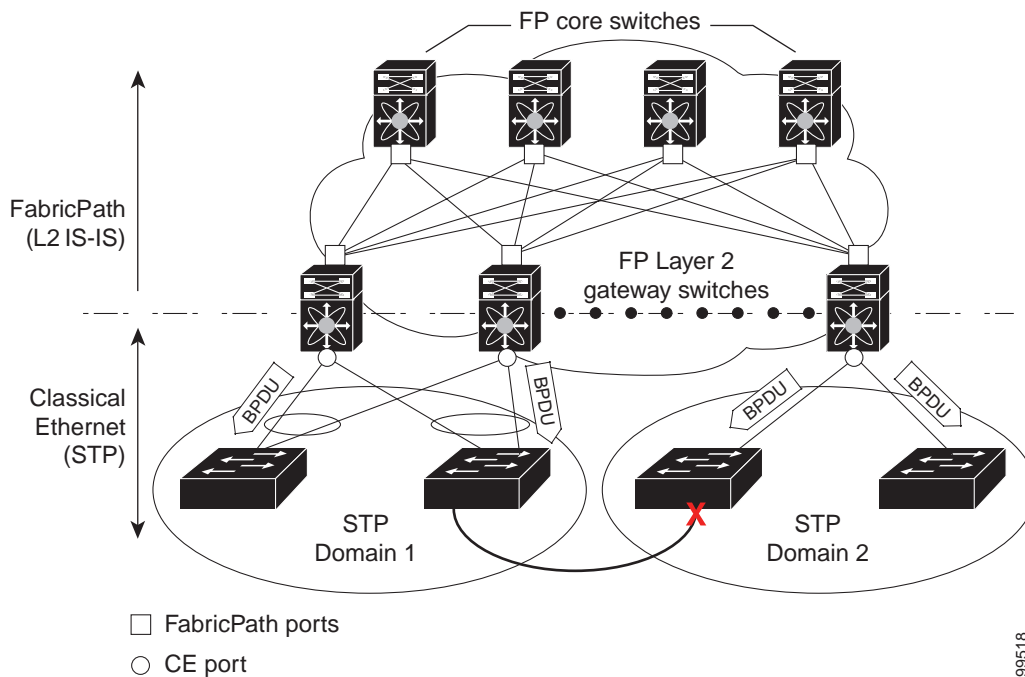 FP core switches
FabricPath
(L2 IS-IS)
FP Layer 2
gateway switches
Classical
Ethernet
(STP)
BPDU
BPDU
BPDU
BPDU
STP
Domain 1
X
STP
Domain 2
FabricPath ports
CE port
99518